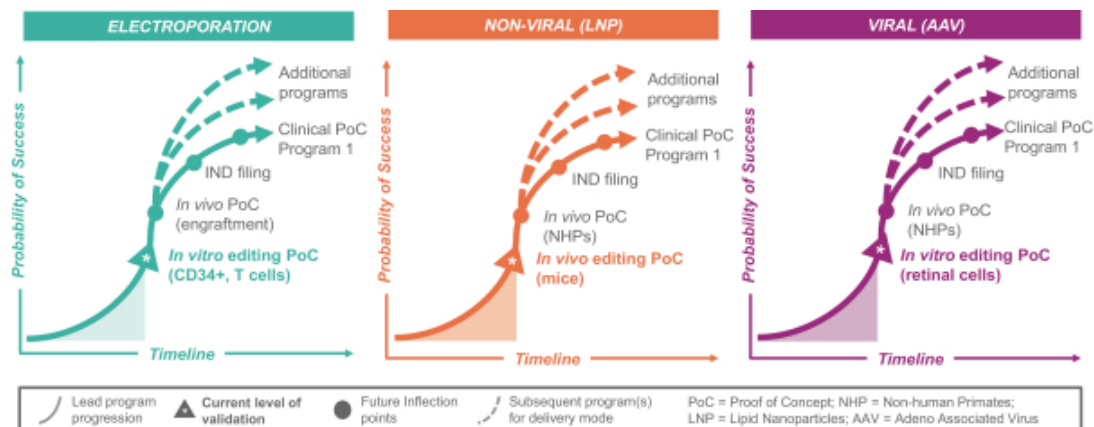 ELECTROPORATION
Probability of Success
Additional
programs
Clinical PoC
Program 1
IND filing
In vivo PoC
(engraftment)
In vitro editing PoC
(CD34+, T cells)
Timeline
NON-VIRAL (LNP)
Probability of Success
Additional
programs
Clinical PoC
Program 1
IND filing
In vivo PoC
(NHPs)
In vivo editing PoC
(mice)
Timeline
VIRAL (AAV)
Probability of Success
Additional
programs
Clinical PoC
Program 1
IND filing
In vivo PoC
(NHPs)
In vitro editing PoC
(retinal cells)
Timeline
Lead program
progression
Current level of
validation
Future Inflection
points
Subsequent program(s)
for delivery mode
PoC = Proof of Concept; NHP = Non-human Primates;
LNP = Lipid Nanoparticles; AAV = Adeno Associated Virus